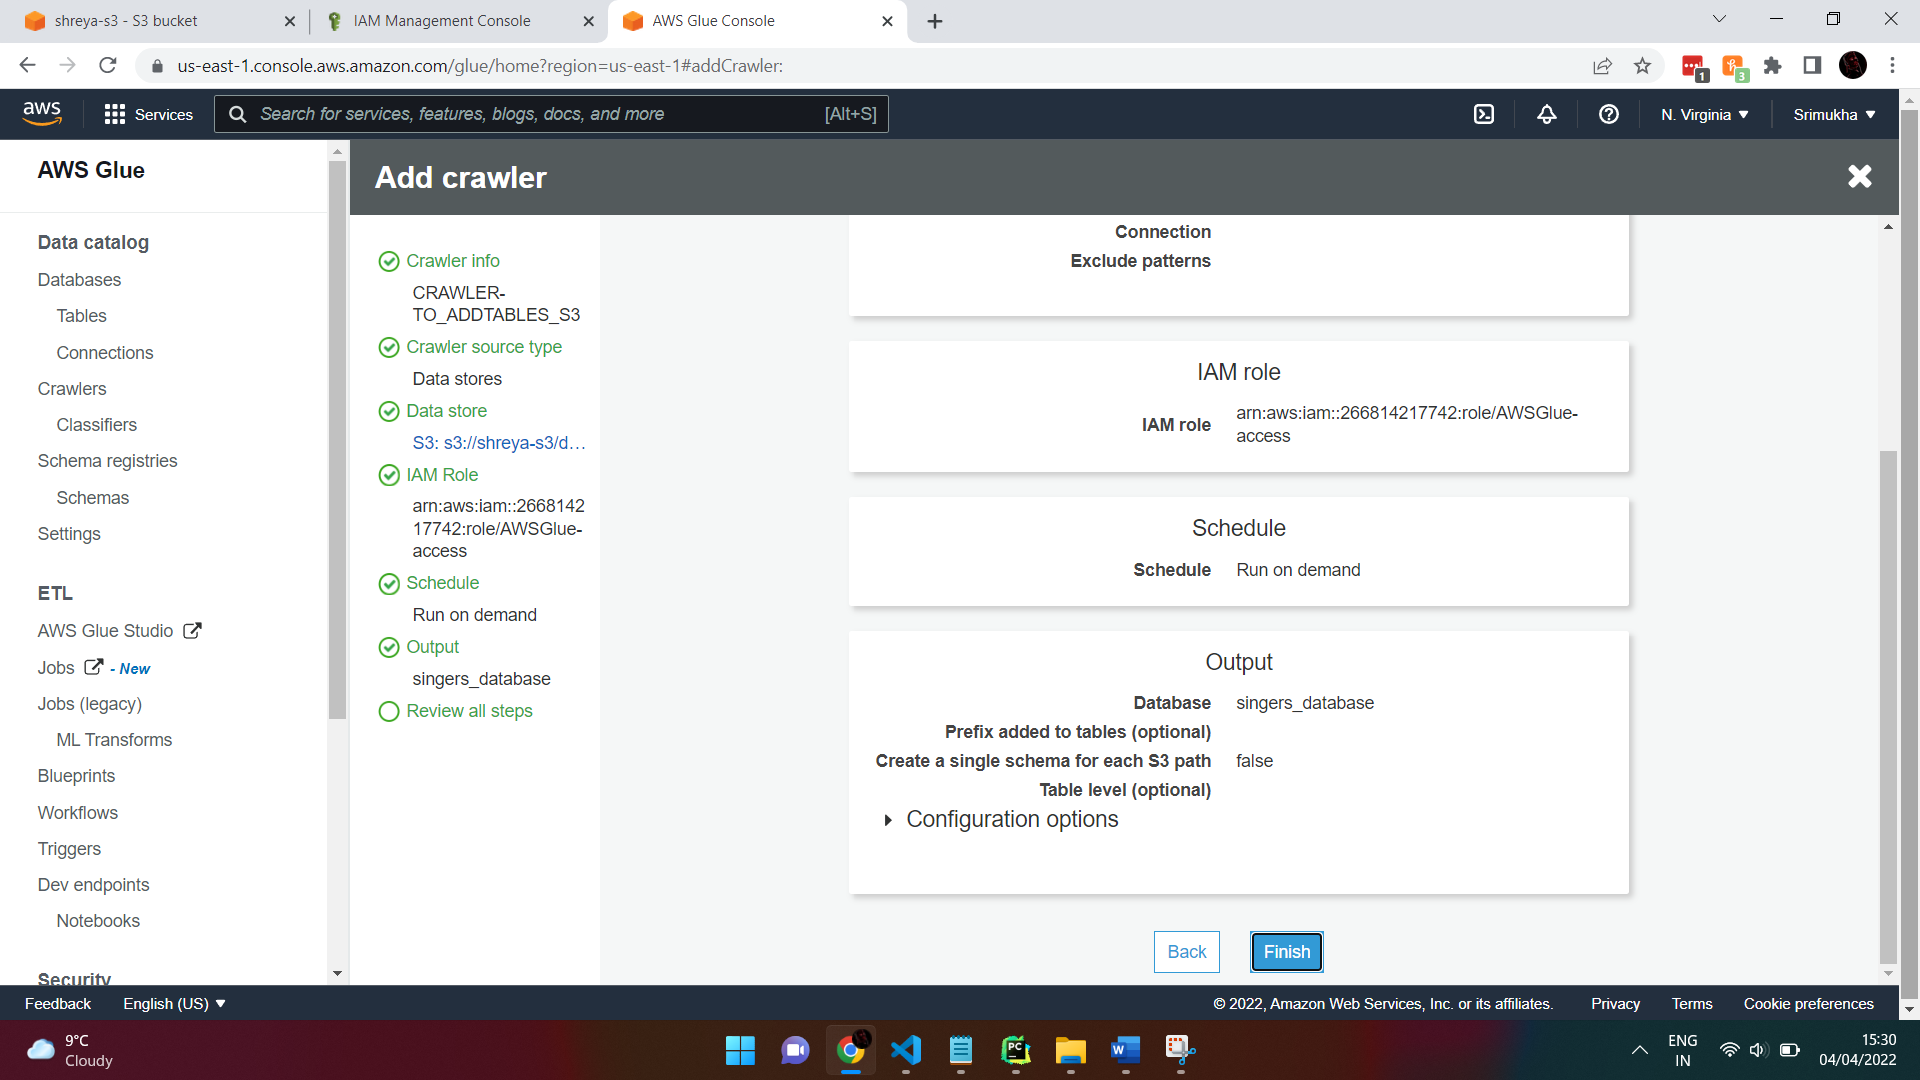 shreya-s3 - S3 bucket
IAM Management Console
AWS Glue Console
us-east-1.console.aws.amazon.com/glue/home?region=us-east-1#addCrawler:
1
3
aws
Services
Search for services, features, blogs, docs, and more
[Alt+S]
N. Virginia
Srimukha
AWS Glue
Data catalog
Databases
Tables
Connections
Crawlers
Classifiers
Schema registries
Schemas
Settings
ETL
AWS Glue Studio
Jobs - New
Jobs (legacy)
ML Transforms
Blueprints
Workflows
Triggers
Dev endpoints
Notebooks
Security
Add crawler
Crawler info
CRAWLER-
TO_ADDTABLES_S3
Crawler source type
Data stores
Data store
S3: s3://shreya-s3/d...
IAM Role
arn:aws:iam::2668142
17742:role/AWSGlue-
access
Schedule
Run on demand
Output
singers_database
Review all steps
Connection
Exclude patterns
IAM role
IAM role arn:aws:iam::266814217742:role/AWSGlue-
access
Schedule
Schedule Run on demand
Output
Database singers_database
Prefix added to tables (optional)
Create a single schema for each S3 path false
Table level (optional)
Configuration options
Back
Finish
Feedback
English (US)
© 2022, Amazon Web Services, Inc. or its affiliates.
Privacy
Terms
Cookie preferences
9°C
Cloudy
PC
W
ENG
IN
15:30
04/04/2022